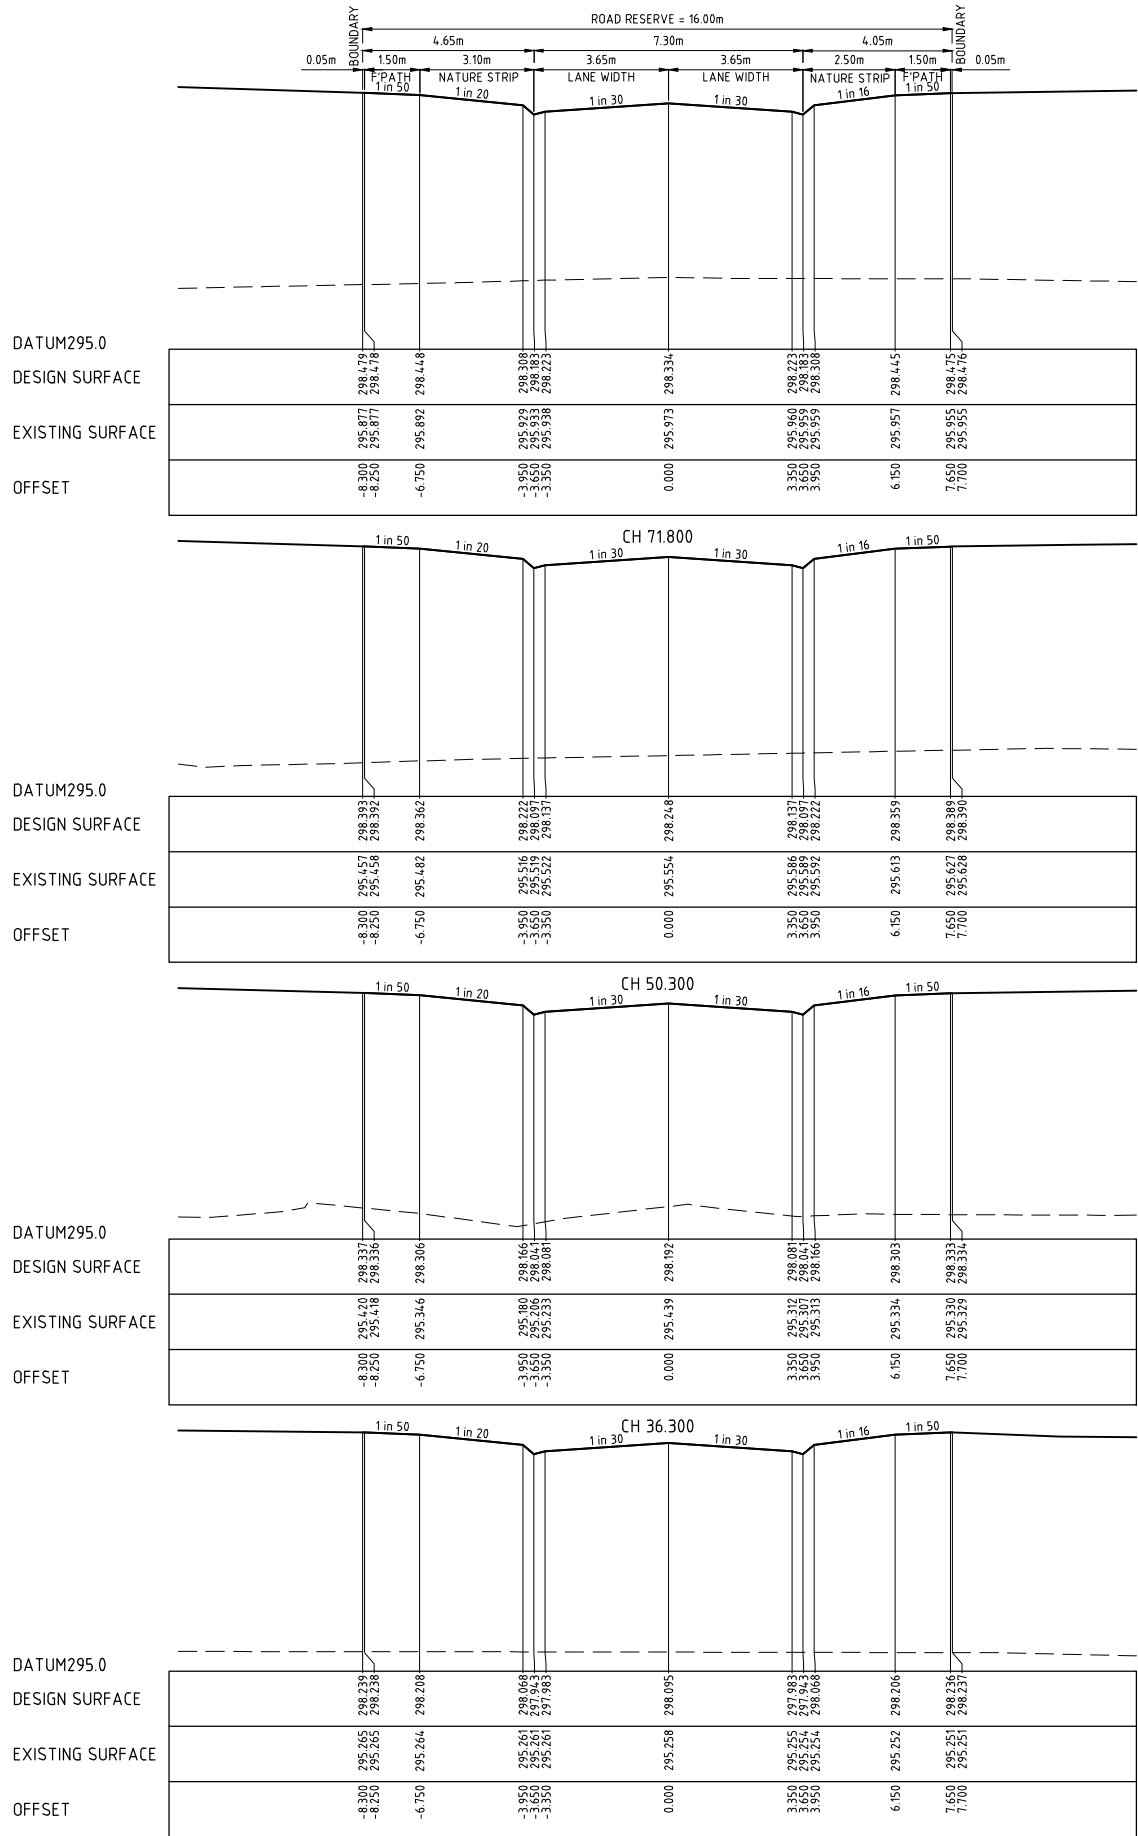 BOUNDARY
ROAD RESERVE = 16.00m
BOUNDARY
4.65m 7.30m 4.05m
0.05m 1.50m 3.10m 3.65m 3.65m 2.50m 1.50m 0.05m
F'PATH NATURE STRIP LANE WIDTH LANE WIDTH NATURE STRIP F'PATH
1 in 50 1 in 20 1 in 30 1 in 30 1 in 16 1 in 50
DATUM295.0
DESIGN SURFACE 298.479 298.478 298.448 298.308 298.183 298.223 298.334 298.223 298.183 298.308 298.445 298.475 298.476
EXISTING SURFACE 295.877 295.877 295.892 295.929 295.933 295.938 295.973 295.960 295.959 295.959 295.957 295.955 295.955
OFFSET -8.300 -8.250 -6.750 -3.950 -3.650 -3.350 0.000 3.350 3.650 3.950 6.150 7.650 7.700
CH 71.800
1 in 50 1 in 20 1 in 30 1 in 30 1 in 16 1 in 50
DATUM295.0
DESIGN SURFACE 298.393 298.392 298.362 298.222 298.097 298.137 298.248 298.137 298.097 298.222 298.359 298.389 298.390
EXISTING SURFACE 295.457 295.458 295.482 295.516 295.519 295.522 295.554 295.586 295.589 295.592 295.613 295.627 295.628
OFFSET -8.300 -8.250 -6.750 -3.950 -3.650 -3.350 0.000 3.350 3.650 3.950 6.150 7.650 7.700
CH 50.300
1 in 50 1 in 20 1 in 30 1 in 30 1 in 16 1 in 50
DATUM295.0
DESIGN SURFACE 298.337 298.336 298.306 298.166 298.041 298.081 298.192 298.081 298.041 298.166 298.303 298.333 298.334
EXISTING SURFACE 295.420 295.418 295.346 295.180 295.206 295.233 295.439 295.312 295.307 295.313 295.334 295.330 295.329
OFFSET -8.300 -8.250 -6.750 -3.950 -3.650 -3.350 0.000 3.350 3.650 3.950 6.150 7.650 7.700
CH 36.300
1 in 50 1 in 20 1 in 30 1 in 30 1 in 16 1 in 50
DATUM295.0
DESIGN SURFACE 298.239 298.238 298.208 298.068 297.943 297.983 298.095 297.983 297.943 298.068 298.206 298.236 298.237
EXISTING SURFACE 295.265 295.265 295.264 295.261 295.261 295.261 295.258 295.255 295.254 295.254 295.252 295.251 295.251
OFFSET -8.300 -8.250 -6.750 -3.950 -3.650 -3.350 0.000 3.350 3.650 3.950 6.150 7.650 7.700